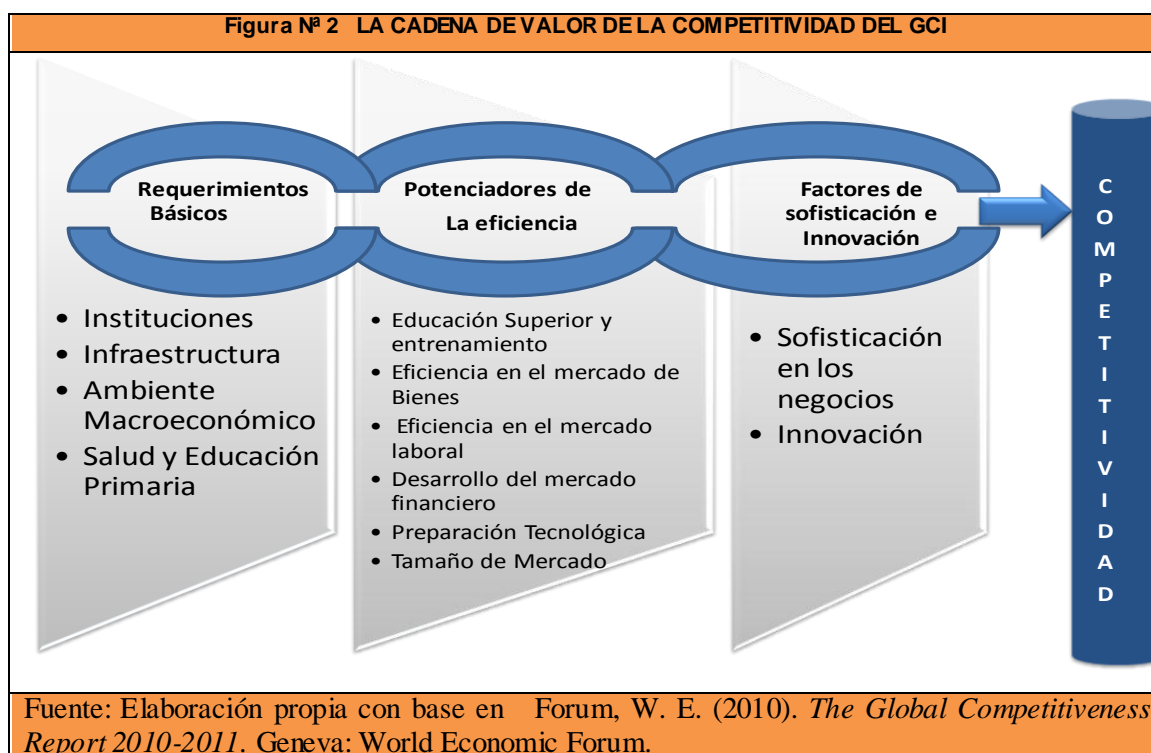 Figura Nª 2 LA CADENA DE VALOR DE LA COMPETITIVIDAD DEL GCI
Requerimientos
Básicos
• Instituciones
• Infraestructura
• Ambiente
Macroeconómico
• Salud y Educación
Primaria
Potenciadores de
La eficiencia
• Educación Superior y
entrenamiento
• Eficiencia en el mercado de
Bienes
• Eficiencia en el mercado
laboral
• Desarrollo del mercado
financiero
• Preparación Tecnológica
• Tamaño de Mercado
Factores de
sofisticación e
Innovación
• Sofisticación
en los
negocios
• Innovación
COMPETITIVIDAD
Fuente: Elaboración propia con base en Forum, W. E. (2010). The Global Competitiveness
Report 2010-2011. Geneva: World Economic Forum.